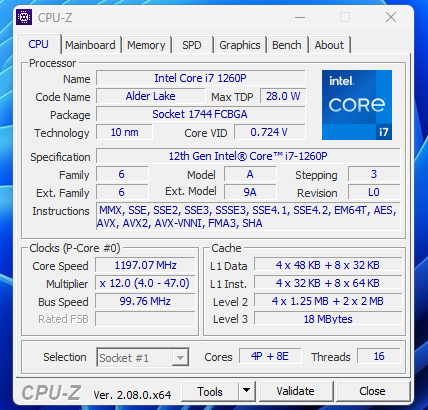 CPU-Z
CPU Mainboard Memory SPD Graphics Bench About
Processor
Name Intel Core i7 1260P
Code Name Alder Lake Max TDP 28.0 W
Package Socket 1744 FCBGA
Technology 10 nm Core VID 0.724 V
intel
CORE
i7
Specification 12th Gen Intel® Core™ i7-1260P
Family 6 Model A Stepping 3
Ext. Family 6 Ext. Model 9A Revision L0
Instructions MMX, SSE, SSE2, SSE3, SSSE3, SSE4.1, SSE4.2, EM64T, AES,
AVX, AVX2, AVX-VNNI, FMA3, SHA
Clocks (P-Core #0)
Core Speed 1197.07 MHz
Multiplier x 12.0 (4.0 - 47.0)
Bus Speed 99.76 MHz
Rated FSB
Cache
L1 Data 4 x 48 KB + 8 x 32 KB
L1 Inst. 4 x 32 KB + 8 x 64 KB
Level 2 4 x 1.25 MB + 2 x 2 MB
Level 3 18 MBytes
Selection Socket #1 Cores 4P + 8E Threads 16
CPU-Z Ver. 2.08.0.x64 Tools Validate Close